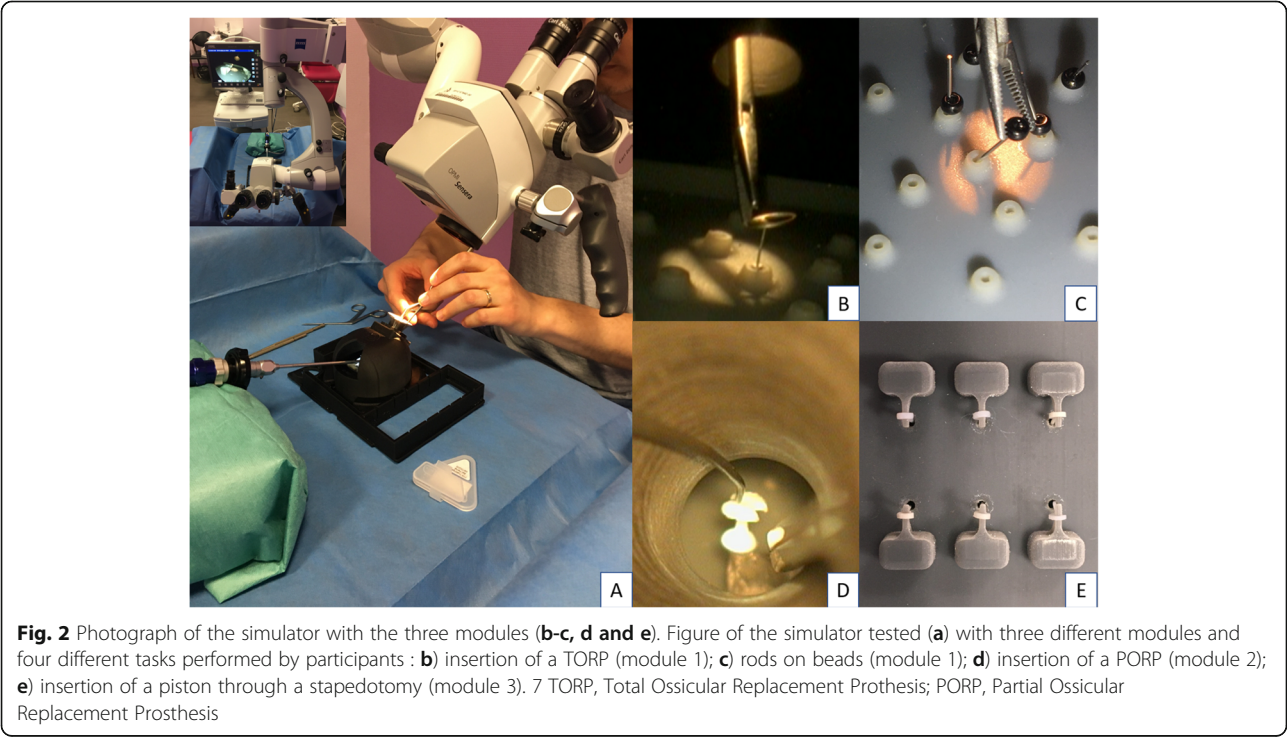 OPMI
Sensera
A
B
C
D
E
Fig. 2 Photograph of the simulator with the three modules (b-c, d and e). Figure of the simulator tested (a) with three different modules and
four different tasks performed by participants : b) insertion of a TORP (module 1); c) rods on beads (module 1); d) insertion of a PORP (module 2);
e) insertion of a piston through a stapedotomy (module 3). 7 TORP, Total Ossicular Replacement Prothesis; PORP, Partial Ossicular
Replacement Prosthesis